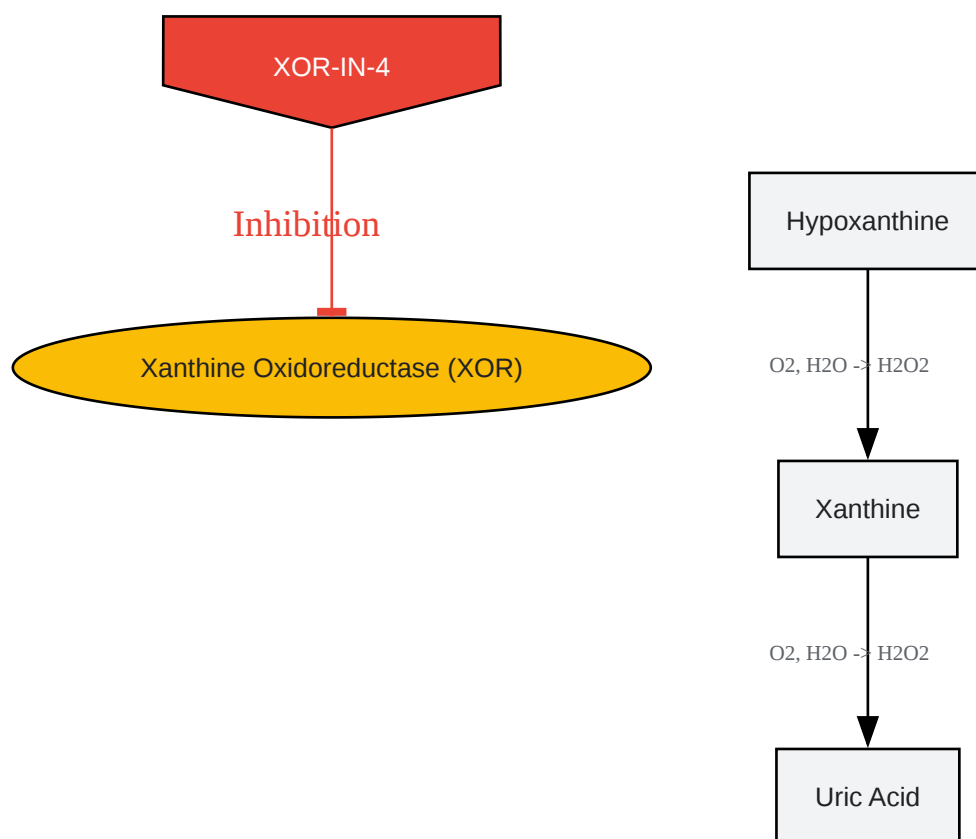 XOR-IN-4
Inhibition
Xanthine Oxidoreductase (XOR)
Hypoxanthine
O2, H2O -> H2O2
Xanthine
O2, H2O -> H2O2
Uric Acid